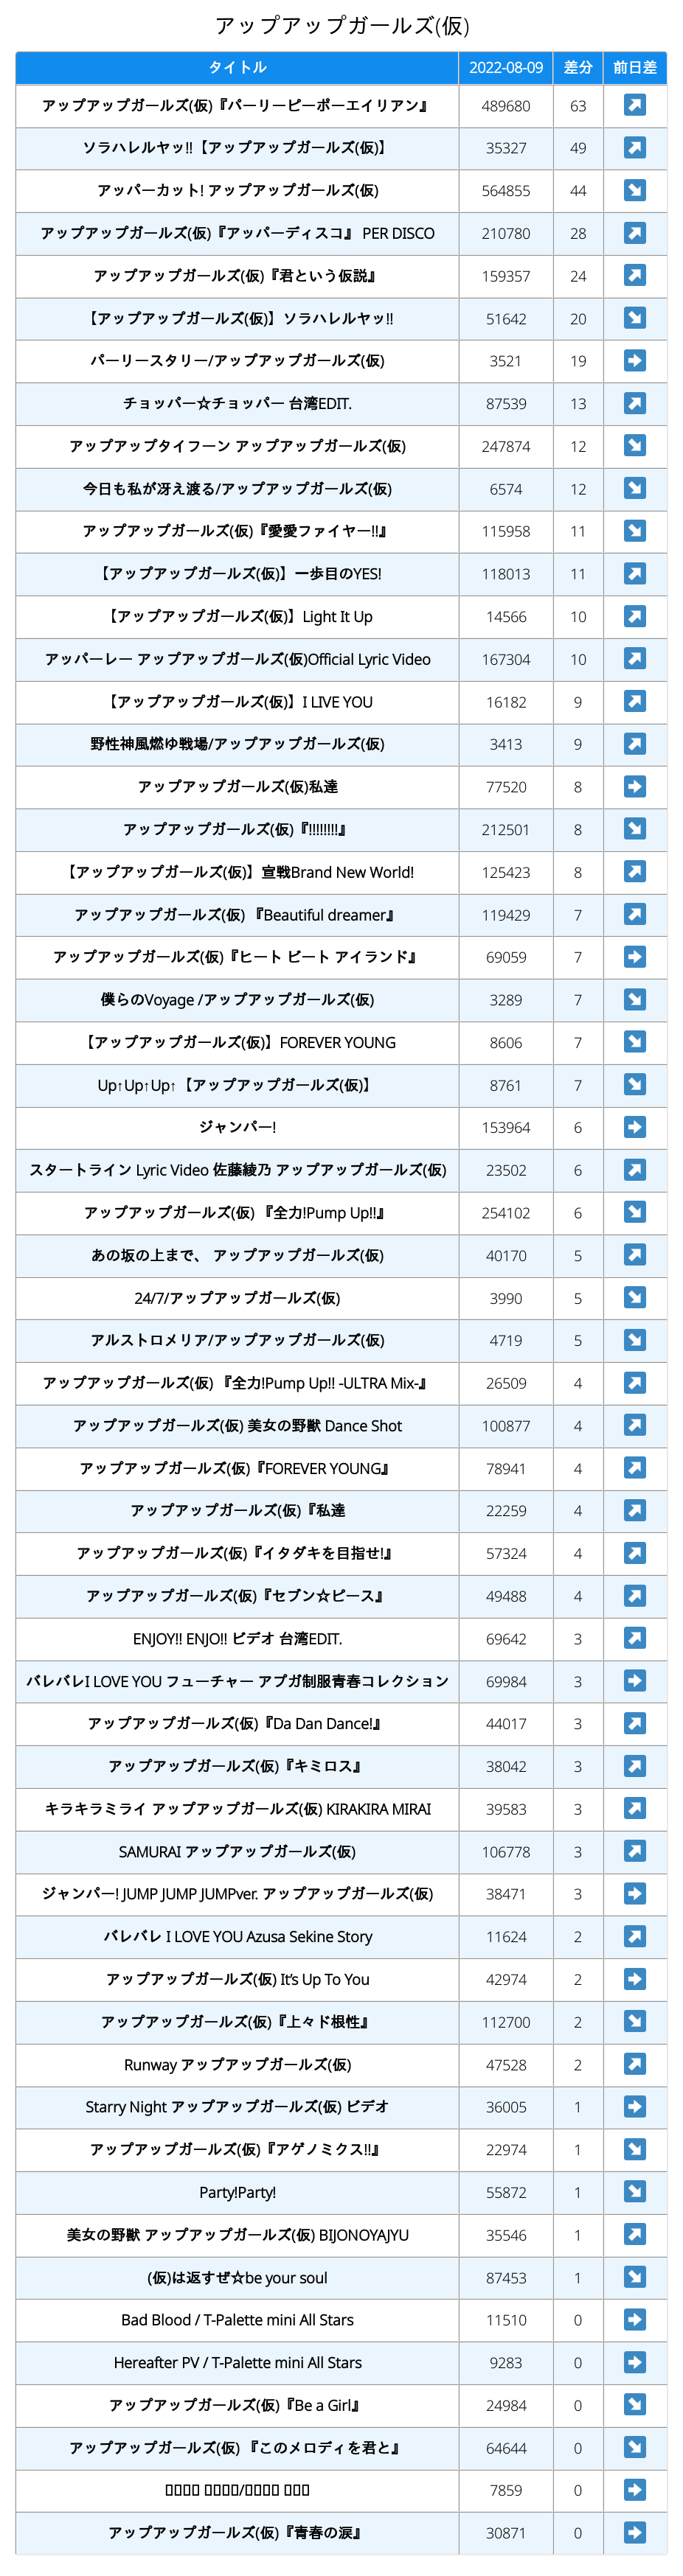 アップアップガールズ(仮)
タイトル 2022-08-09 差分 前日差
アップアップガールズ(仮)『パーリーピーポーエイリアン』 489680 63 ↗
ソラハレルヤッ!!【アップアップガールズ(仮)】 35327 49 ↗
アッパーカット! アップアップガールズ(仮) 564855 44 ↘
アップアップガールズ(仮)『アッパーディスコ』 PER DISCO 210780 28 ↗
アップアップガールズ(仮)『君という仮説』 159357 24 ↗
【アップアップガールズ(仮)】ソラハレルヤッ!! 51642 20 ↘
パーリースタリー/アップアップガールズ(仮) 3521 19 ➡
チョッパー☆チョッパー 台湾EDIT. 87539 13 ↗
アップアップタイフーン アップアップガールズ(仮) 247874 12 ↘
今日も私が冴え渡る/アップアップガールズ(仮) 6574 12 ↘
アップアップガールズ(仮)『愛愛ファイヤー!!』 115958 11 ↘
【アップアップガールズ(仮)】一歩目のYES! 118013 11 ↗
【アップアップガールズ(仮)】Light It Up 14566 10 ↗
アッパーレー アップアップガールズ(仮)Official Lyric Video 167304 10 ↗
【アップアップガールズ(仮)】I LIVE YOU 16182 9 ↗
野性神風燃ゆ戦場/アップアップガールズ(仮) 3413 9 ↗
アップアップガールズ(仮)私達 77520 8 ➡
アップアップガールズ(仮)『!!!!!!!!』 212501 8 ↘
【アップアップガールズ(仮)】宣戦Brand New World! 125423 8 ↗
アップアップガールズ(仮) 『Beautiful dreamer』 119429 7 ↗
アップアップガールズ(仮)『ヒート ビート アイランド』 69059 7 ➡
僕らのVoyage /アップアップガールズ(仮) 3289 7 ↘
【アップアップガールズ(仮)】FOREVER YOUNG 8606 7 ↘
Up↑Up↑Up↑【アップアップガールズ(仮)】 8761 7 ↘
ジャンパー! 153964 6 ➡
スタートライン Lyric Video 佐藤綾乃 アップアップガールズ(仮) 23502 6 ↗
アップアップガールズ(仮) 『全力!Pump Up!!』 254102 6 ↘
あの坂の上まで、 アップアップガールズ(仮) 40170 5 ↗
24/7/アップアップガールズ(仮) 3990 5 ↘
アルストロメリア/アップアップガールズ(仮) 4719 5 ↘
アップアップガールズ(仮) 『全力!Pump Up!! -ULTRA Mix-』 26509 4 ↗
アップアップガールズ(仮) 美女の野獣 Dance Shot 100877 4 ↗
アップアップガールズ(仮)『FOREVER YOUNG』 78941 4 ↗
アップアップガールズ(仮)『私達 22259 4 ↗
アップアップガールズ(仮)『イタダキを目指せ!』 57324 4 ↗
アップアップガールズ(仮)『セブン☆ピース』 49488 4 ↗
ENJOY!! ENJO!! ビデオ 台湾EDIT. 69642 3 ↗
バレバレI LOVE YOU フューチャー アプガ制服青春コレクション 69984 3 ➡
アップアップガールズ(仮)『Da Dan Dance!』 44017 3 ↗
アップアップガールズ(仮)『キミロス』 38042 3 ↗
キラキラミライ アップアップガールズ(仮) KIRAKIRA MIRAI 39583 3 ↗
SAMURAI アップアップガールズ(仮) 106778 3 ↗
ジャンパー! JUMP JUMP JUMPver. アップアップガールズ(仮) 38471 3 ➡
バレバレ I LOVE YOU Azusa Sekine Story 11624 2 ↗
アップアップガールズ(仮) It's Up To You 42974 2 ➡
アップアップガールズ(仮)『上々ド根性』 112700 2 ↘
Runway アップアップガールズ(仮) 47528 2 ↗
Starry Night アップアップガールズ(仮) ビデオ 36005 1 ➡
アップアップガールズ(仮)『アゲノミクス!!』 22974 1 ↘
Party!Party! 55872 1 ↘
美女の野獣 アップアップガールズ(仮) BIJONOYAJYU 35546 1 ↗
(仮)は返すぜ☆be your soul 87453 1 ↘
Bad Blood / T-Palette mini All Stars 11510 0 ➡
Hereafter PV / T-Palette mini All Stars 9283 0 ➡
アップアップガールズ(仮)『Be a Girl』 24984 0 ↘
アップアップガールズ(仮) 『このメロディを君と』 64644 0 ↘
▯▯▯▯ ▯▯▯▯/▯▯▯▯ ▯▯▯ 7859 0 ➡
アップアップガールズ(仮)『青春の涙』 30871 0 ➡